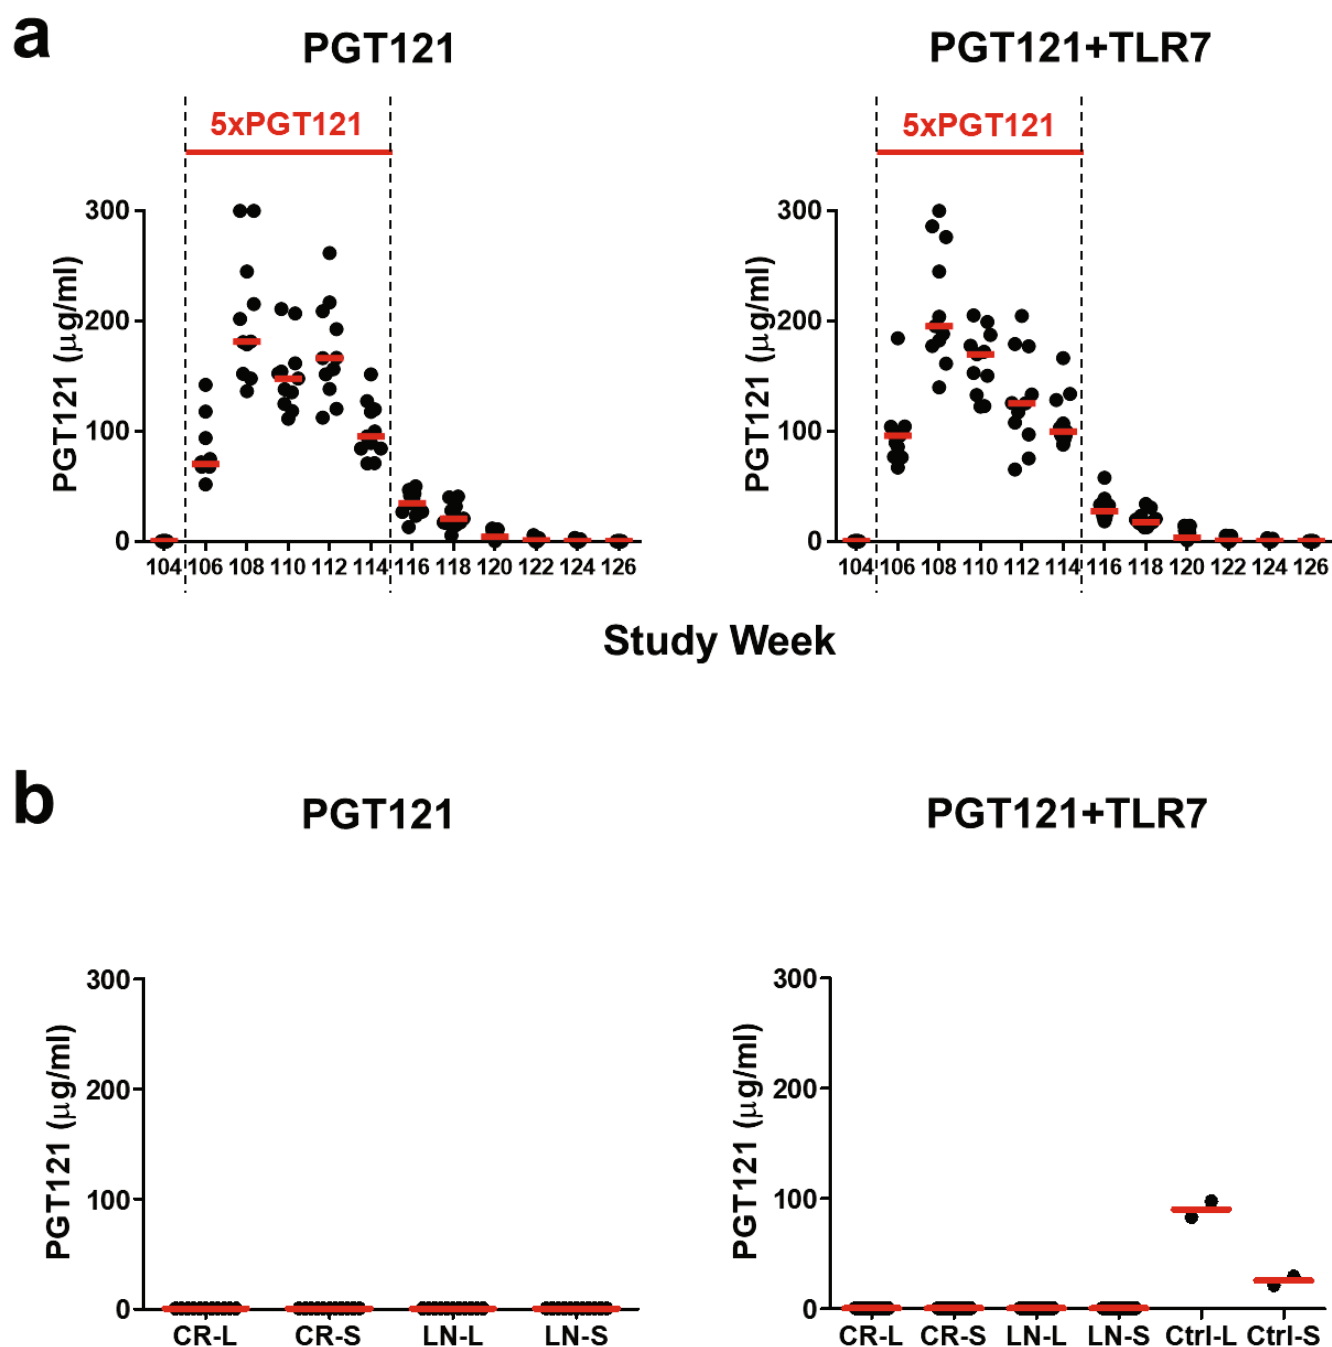 a
PGT121
PGT121+TLR7
5xPGT121
5xPGT121
300
200
100
0
PGT121 (μg/ml)
104 106 108 110 112 114 116 118 120 122 124 126
300
200
100
0
PGT121 (μg/ml)
104 106 108 110 112 114 116 118 120 122 124 126
Study Week
b
PGT121
PGT121+TLR7
300
200
100
0
PGT121 (μg/ml)
CR-L CR-S LN-L LN-S
300
200
100
0
PGT121 (μg/ml)
CR-L CR-S LN-L LN-S Ctrl-L Ctrl-S